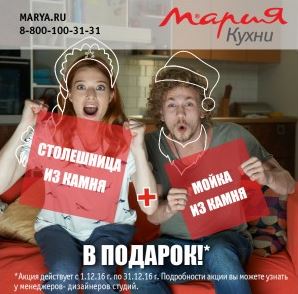 MARYA.RU
8-800-100-31-31
Мария
Кухни
СТОЛЕШНИЦА
ИЗ КАМНЯ
+
МОЙКА
ИЗ КАМНЯ
В ПОДАРОК!*
*Акция действует с 1.12.16 г. по 31.12.16 г. Подробности акции вы можете узнать
у менеджеров- дизайнеров студий.